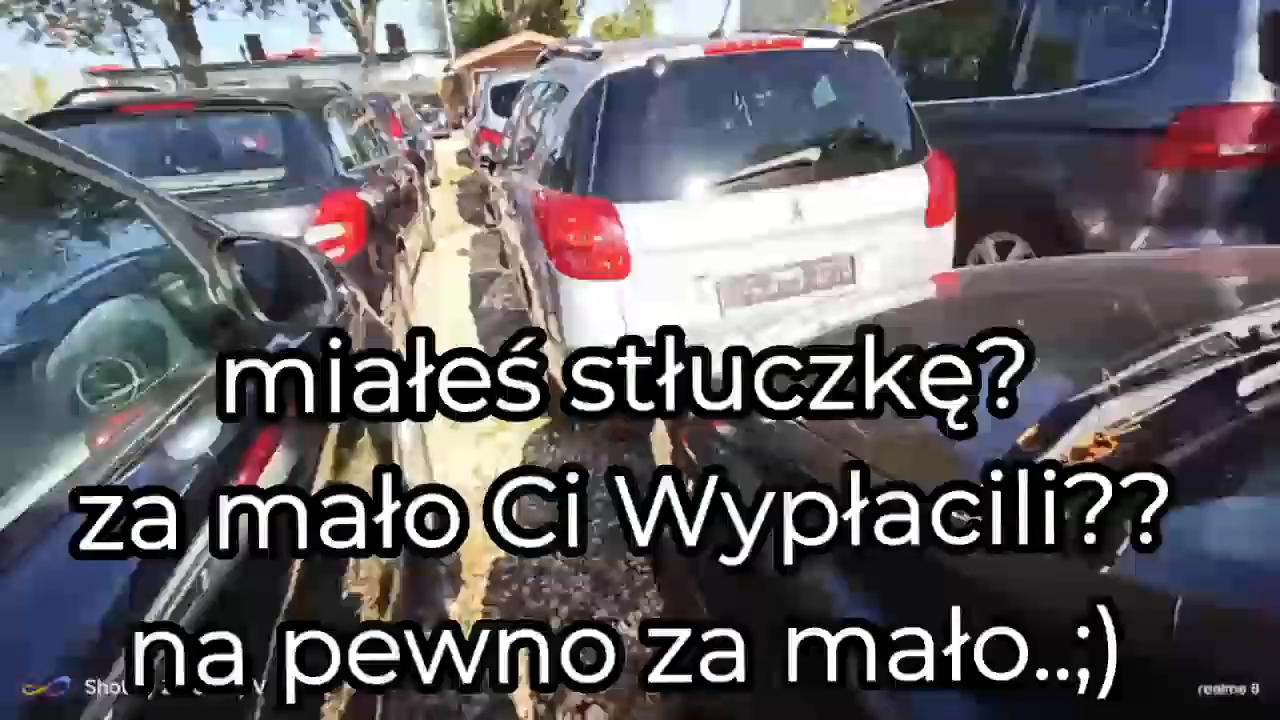 miałeś stłuczkę?
za mało Ci Wypłacili??
na pewno za mało..;)
realme 8